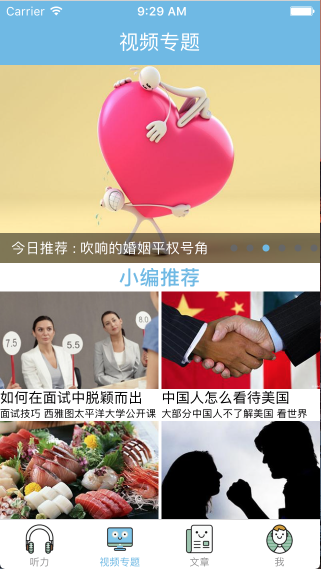 Carrier 9:29 AM
视频专题
今日推荐 : 吹响的婚姻平权号角
小编推荐
7.5
5.5
8.0
如何在面试中脱颖而出
面试技巧 西雅图太平洋大学公开课
中国人怎么看待美国
大部分中国人不了解美国 看世界
听力
视频专题
文章
我